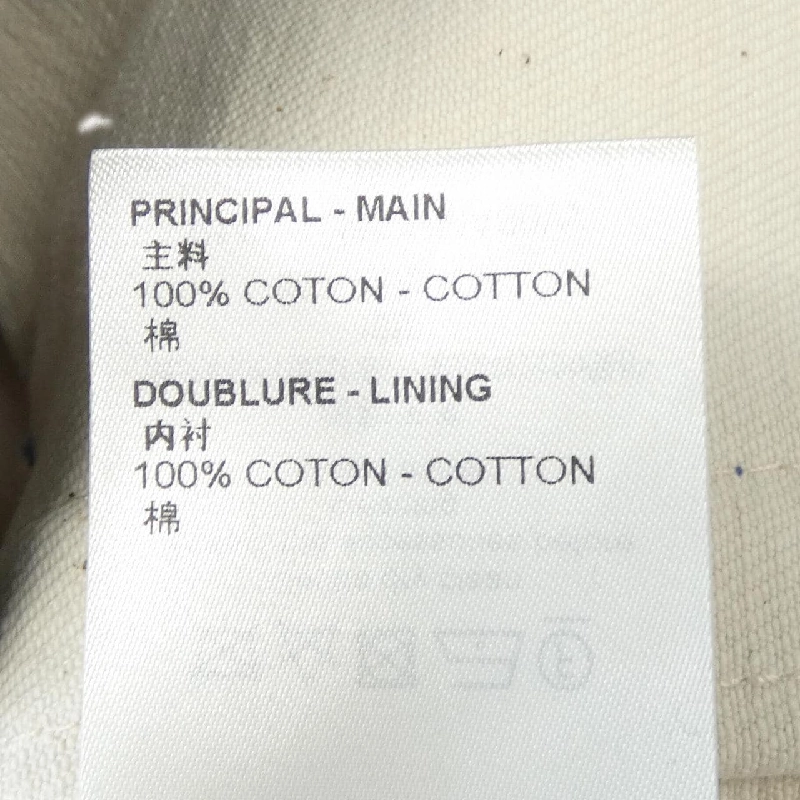 PRINCIPAL - MAIN
主料
100% COTON - COTTON
棉
DOUBLURE - LINING
内衬
100% COTON - COTTON
棉